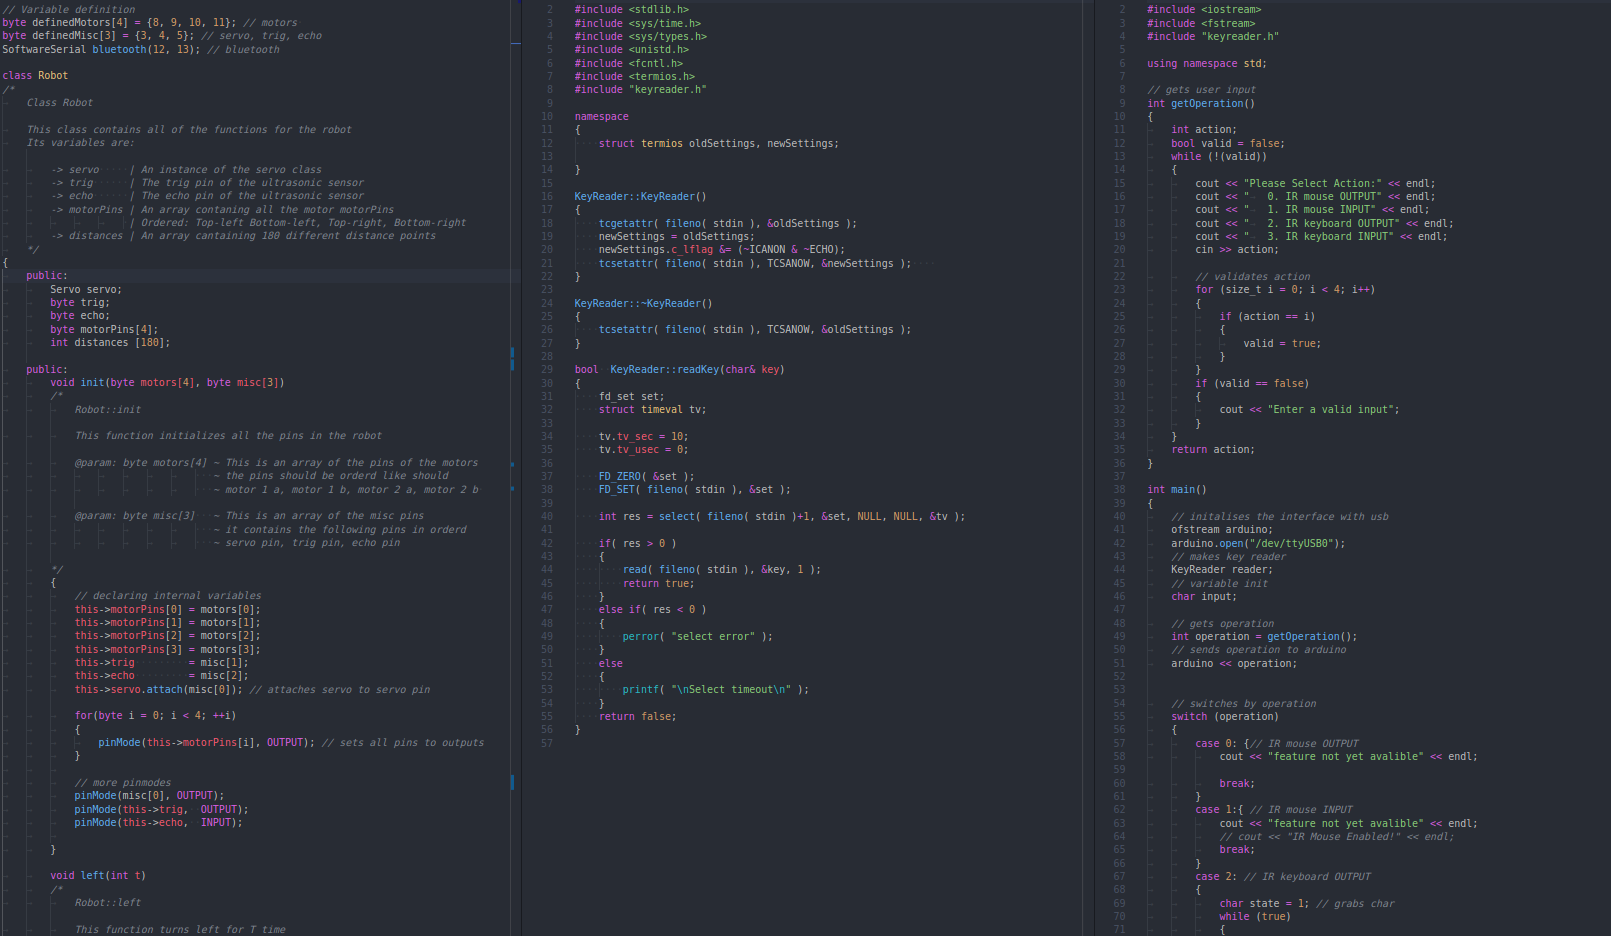 // Variable definition
byte definedMotors[4] = {8, 9, 10, 11}; // motors
byte definedMisc[3] = {3, 4, 5}; // servo, trig, echo
SoftwareSerial bluetooth(12, 13); // bluetooth
class Robot
/*
Class Robot
This class contains all of the functions for the robot
Its variables are:
-> servo | An instance of the servo class
-> trig | The trig pin of the ultrasonic sensor
-> echo | The echo pin of the ultrasonic sensor
-> motorPins | An array contaning all the motor motorPins
| Ordered: Top-left Bottom-left, Top-right, Bottom-right
-> distances | An array cantaining 180 different distance points
*/
{
public:
Servo servo;
byte trig;
byte echo;
byte motorPins[4];
int distances [180];
public:
void init(byte motors[4], byte misc[3])
/*
Robot::init
This function initializes all the pins in the robot
@param: byte motors[4] ~ This is an array of the pins of the motors
~ the pins should be orderd like should
~ motor 1 a, motor 1 b, motor 2 a, motor 2 b
@param: byte misc[3] ~ This is an array of the misc pins
~ it contains the following pins in orderd
~ servo pin, trig pin, echo pin
*/
{
// declaring internal variables
this->motorPins[0] = motors[0];
this->motorPins[1] = motors[1];
this->motorPins[2] = motors[2];
this->motorPins[3] = motors[3];
this->trig = misc[1];
this->echo = misc[2];
this->servo.attach(misc[0]); // attaches servo to servo pin
for(byte i = 0; i < 4; ++i)
{
pinMode(this->motorPins[i], OUTPUT); // sets all pins to outputs
}
// more pinmodes
pinMode(misc[0], OUTPUT);
pinMode(this->trig, OUTPUT);
pinMode(this->echo, INPUT);
}
void left(int t)
/*
Robot::left
This function turns left for T time
2 #include <stdlib.h>
3 #include <sys/time.h>
4 #include <sys/types.h>
5 #include <unistd.h>
6 #include <fcntl.h>
7 #include <termios.h>
8 #include "keyreader.h"
9
10 namespace
11 {
12 struct termios oldSettings, newSettings;
13
14 }
15
16 KeyReader::KeyReader()
17 {
18 tcgetattr( fileno( stdin ), &oldSettings );
19 newSettings = oldSettings;
20 newSettings.c_lflag &= (~ICANON & ~ECHO);
21 tcsetattr( fileno( stdin ), TCSANOW, &newSettings );
22 }
23
24 KeyReader::~KeyReader()
25 {
26 tcsetattr( fileno( stdin ), TCSANOW, &oldSettings );
27 }
28
29 bool KeyReader::readKey(char& key)
30 {
31 fd_set set;
32 struct timeval tv;
33
34 tv.tv_sec = 10;
35 tv.tv_usec = 0;
36
37 FD_ZERO( &set );
38 FD_SET( fileno( stdin ), &set );
39
40 int res = select( fileno( stdin )+1, &set, NULL, NULL, &tv );
41
42 if( res > 0 )
43 {
44 read( fileno( stdin ), &key, 1 );
45 return true;
46 }
47 else if( res < 0 )
48 {
49 perror( "select error" );
50 }
51 else
52 {
53 printf( "\nSelect timeout\n" );
54 }
55 return false;
56 }
57
2 #include <iostream>
3 #include <fstream>
4 #include "keyreader.h"
5
6 using namespace std;
7
8 // gets user input
9 int getOperation()
10 {
11 int action;
12 bool valid = false;
13 while (!(valid))
14 {
15 cout << "Please Select Action:" << endl;
16 cout << " 0. IR mouse OUTPUT" << endl;
17 cout << " 1. IR mouse INPUT" << endl;
18 cout << " 2. IR keyboard OUTPUT" << endl;
19 cout << " 3. IR keyboard INPUT" << endl;
20 cin >> action;
21
22 // validates action
23 for (size_t i = 0; i < 4; i++)
24 {
25 if (action == i)
26 {
27 valid = true;
28 }
29 }
30 if (valid == false)
31 {
32 cout << "Enter a valid input";
33 }
34 }
35 return action;
36 }
37
38 int main()
39 {
40 // initalises the interface with usb
41 ofstream arduino;
42 arduino.open("/dev/ttyUSB0");
43 // makes key reader
44 KeyReader reader;
45 // variable init
46 char input;
47
48 // gets operation
49 int operation = getOperation();
50 // sends operation to arduino
51 arduino << operation;
52
53
54 // switches by operation
55 switch (operation)
56 {
57 case 0: {// IR mouse OUTPUT
58 cout << "feature not yet avalible" << endl;
59
60 break;
61 }
62 case 1:{ // IR mouse INPUT
63 cout << "feature not yet avalible" << endl;
64 // cout << "IR Mouse Enabled!" << endl;
65 break;
66 }
67 case 2: // IR keyboard OUTPUT
68 {
69 char state = 1; // grabs char
70 while (true)
71 {